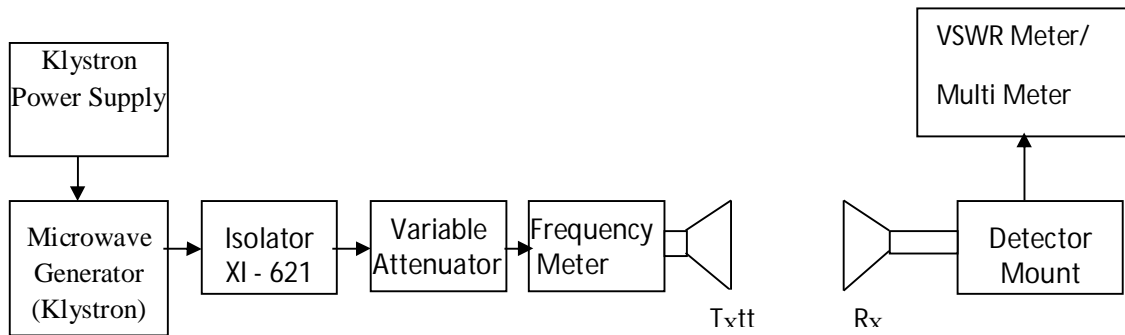 Klystron
Power Supply
VSWR Meter/
Multi Meter
Microwave
Generator
(Klystron)
Isolator
XI - 621
Variable
Attenuator
Frequency
Meter
Detector
Mount
Txtt
Rx